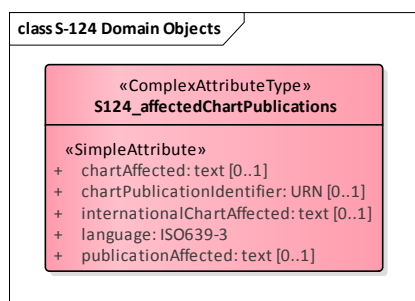 class S-124 Domain Objects
«ComplexAttributeType»
S124_affectedChartPublications
«SimpleAttribute»
+ chartAffected: text [0..1]
+ chartPublicationIdentifier: URN [0..1]
+ internationalChartAffected: text [0..1]
+ language: ISO639-3
+ publicationAffected: text [0..1]